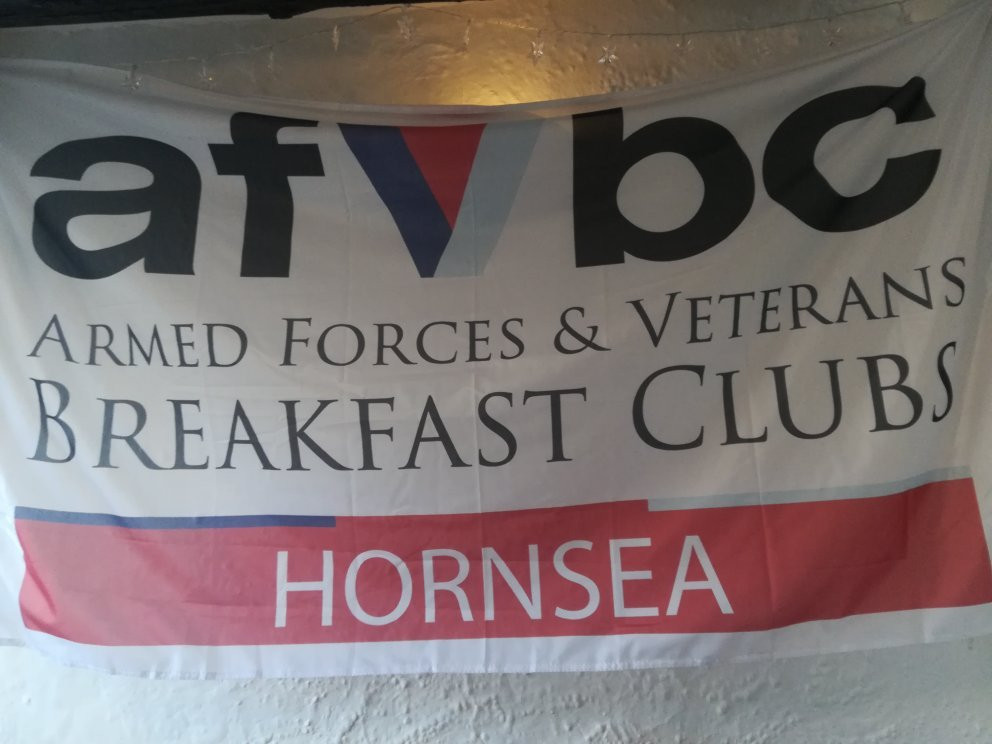 afvbc
ARMED FORCES & VETERANS
BREAKFAST CLUBS
HORNSEA